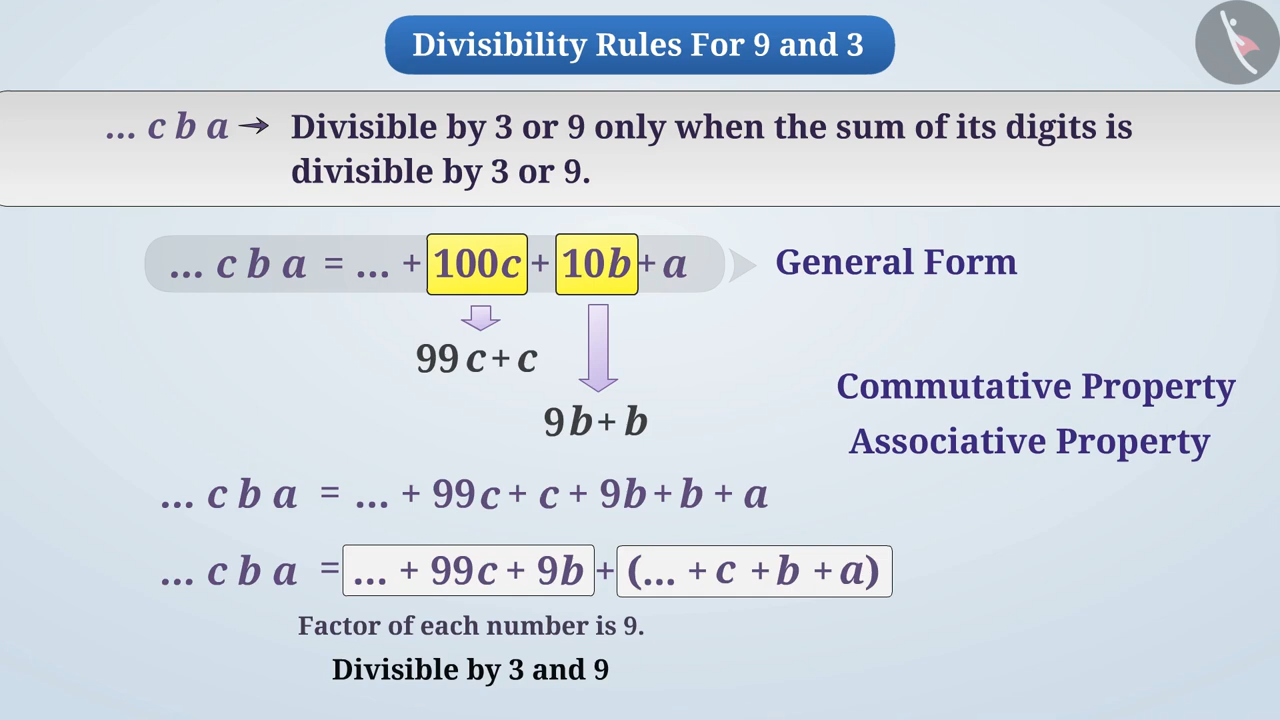 Divisibility Rules For 9 and 3
... c b a → Divisible by 3 or 9 only when the sum of its digits is
divisible by 3 or 9.
... c b a = ... + 100c + 10b + a
General Form
99 c + c
9 b + b
Commutative Property
Associative Property
... c b a = ... + 99c + c + 9b + b + a
... c b a = ... + 99c + 9b + (... + c + b + a)
Factor of each number is 9.
Divisible by 3 and 9